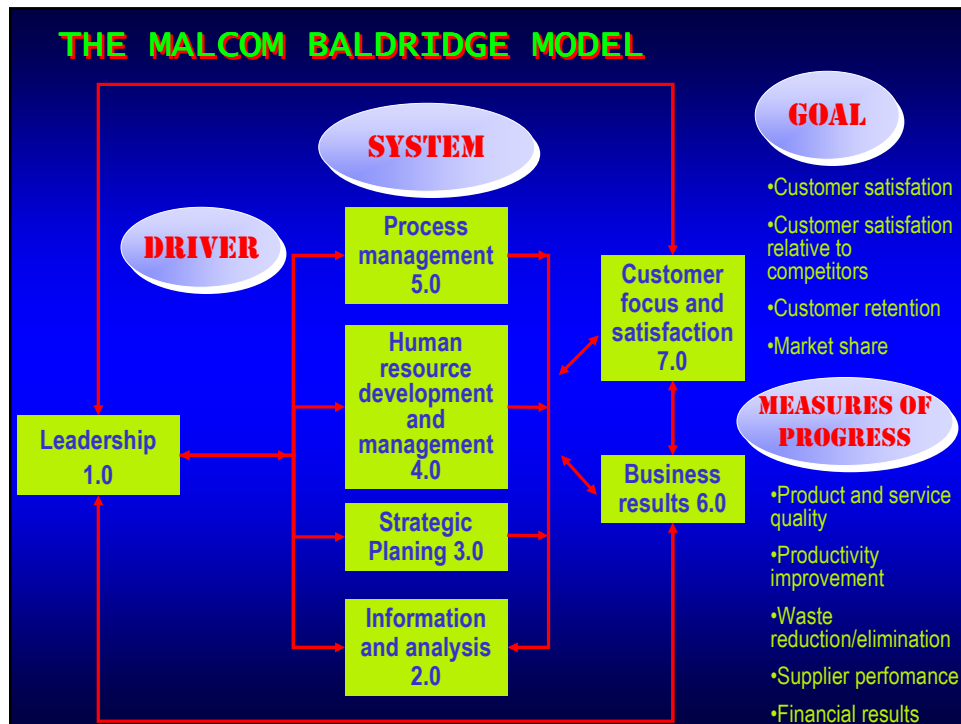 THE MALCOM BALDRIDGE MODEL
SYSTEM
DRIVER
Process
management
5.0
Human
resource
development
and
management
4.0
Leadership
1.0
Strategic
Planing 3.0
Information
and analysis
2.0
Customer
focus and
satisfaction
7.0
Business
results 6.0
GOAL
•Customer satisfation
•Customer satisfation
relative to
competitors
•Customer retention
•Market share
MEASURES OF
PROGRESS
•Product and service
quality
•Productivity
improvement
•Waste
reduction/elimination
•Supplier perfomance
•Financial results